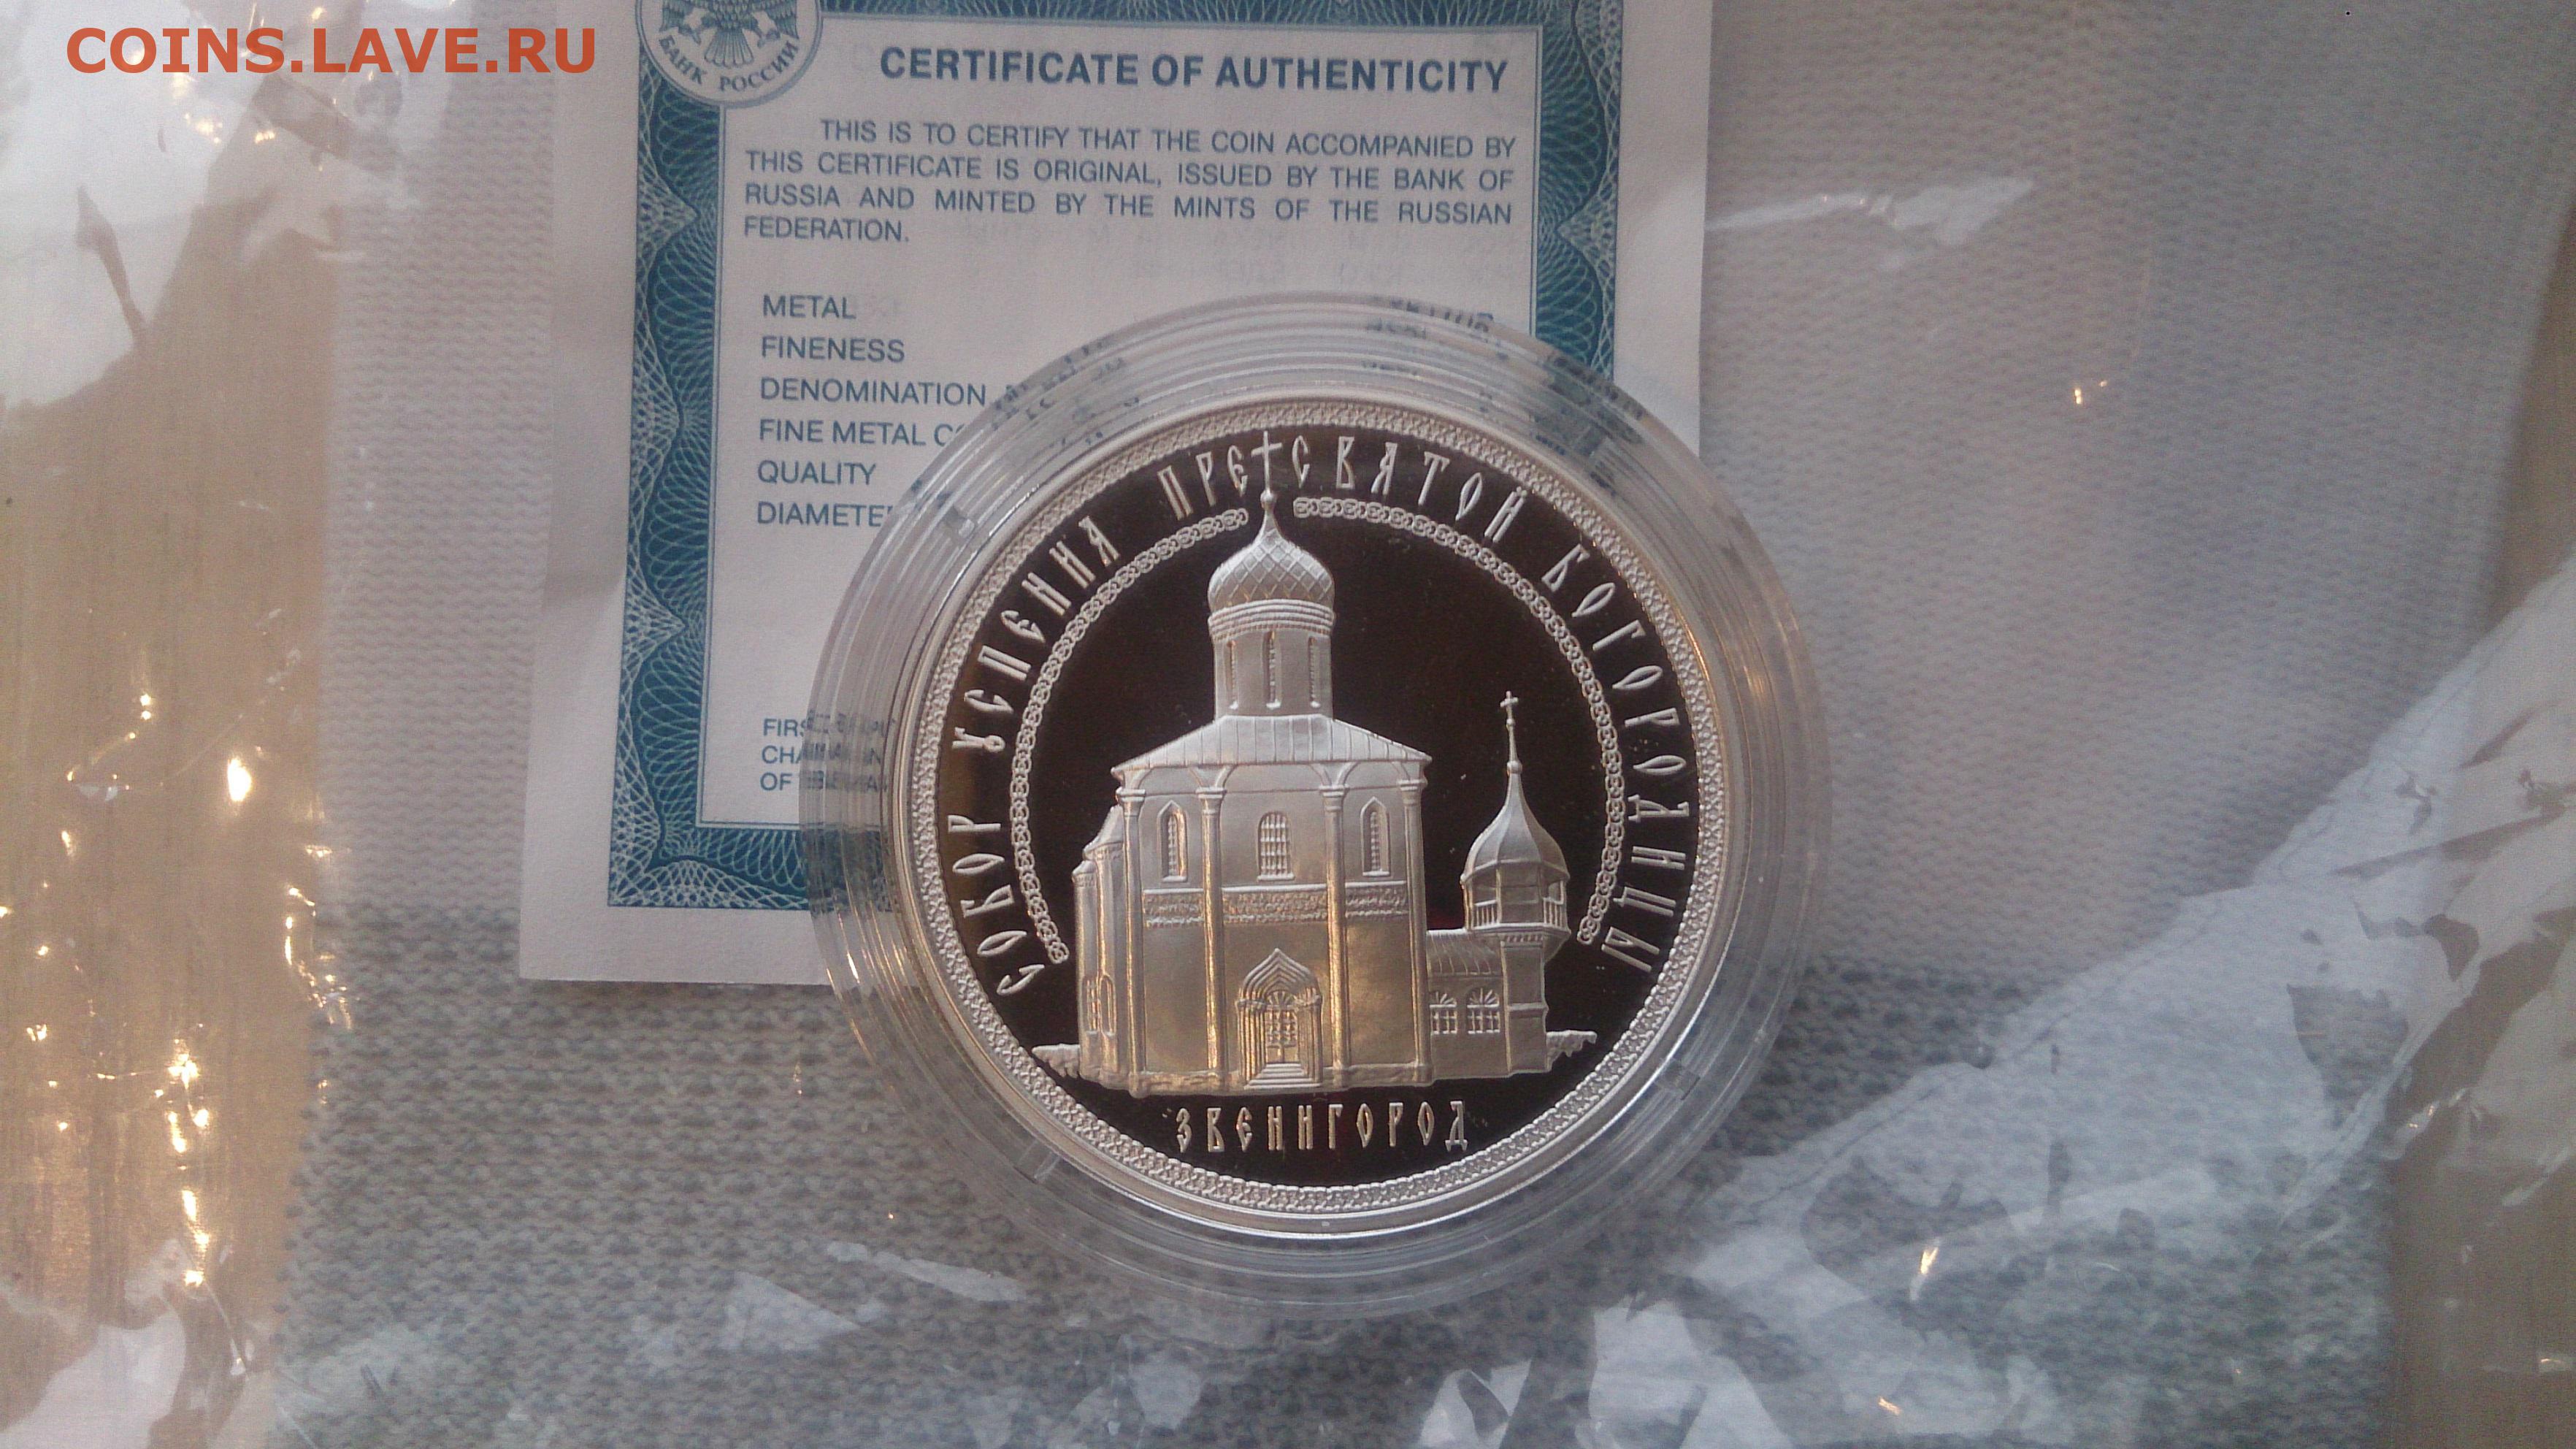 COINS.LAVE.RU
БАНК РОССИИ
CERTIFICATE OF AUTHENTICITY
THIS IS TO CERTIFY THAT THE COIN ACCOMPANIED BY
THIS CERTIFICATE IS ORIGINAL, ISSUED BY THE BANK OF
RUSSIA AND MINTED BY THE MINTS OF THE RUSSIAN
FEDERATION.
METAL
FINENESS
DENOMINATION
FINE METAL
QUALITY
СОБОР УСПЕНИЯ ПРЕСВЯТОЙ БОГОРОДИЦЫ
ЗВЕНИГОРОД